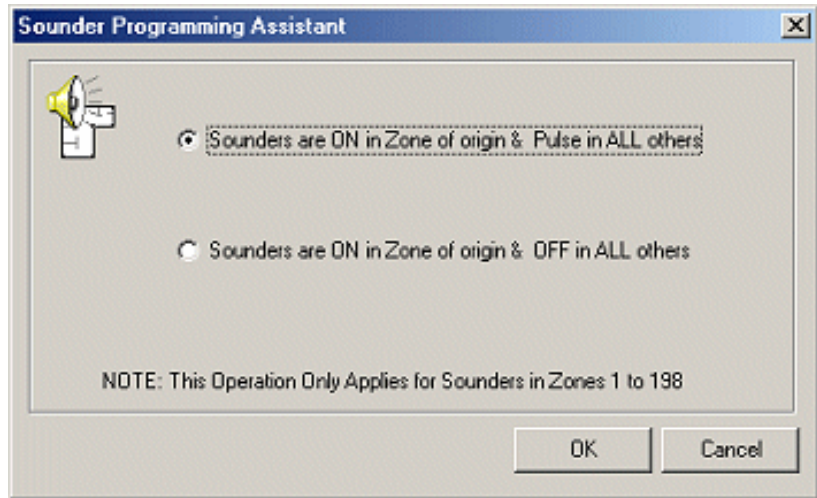 Sounder Programming Assistant
Sounders are ON in Zone of origin & Pulse in ALL others
Sounders are ON in Zone of origin & OFF in ALL others
NOTE: This Operation Only Applies for Sounders in Zones 1 to 198
OK
Cancel